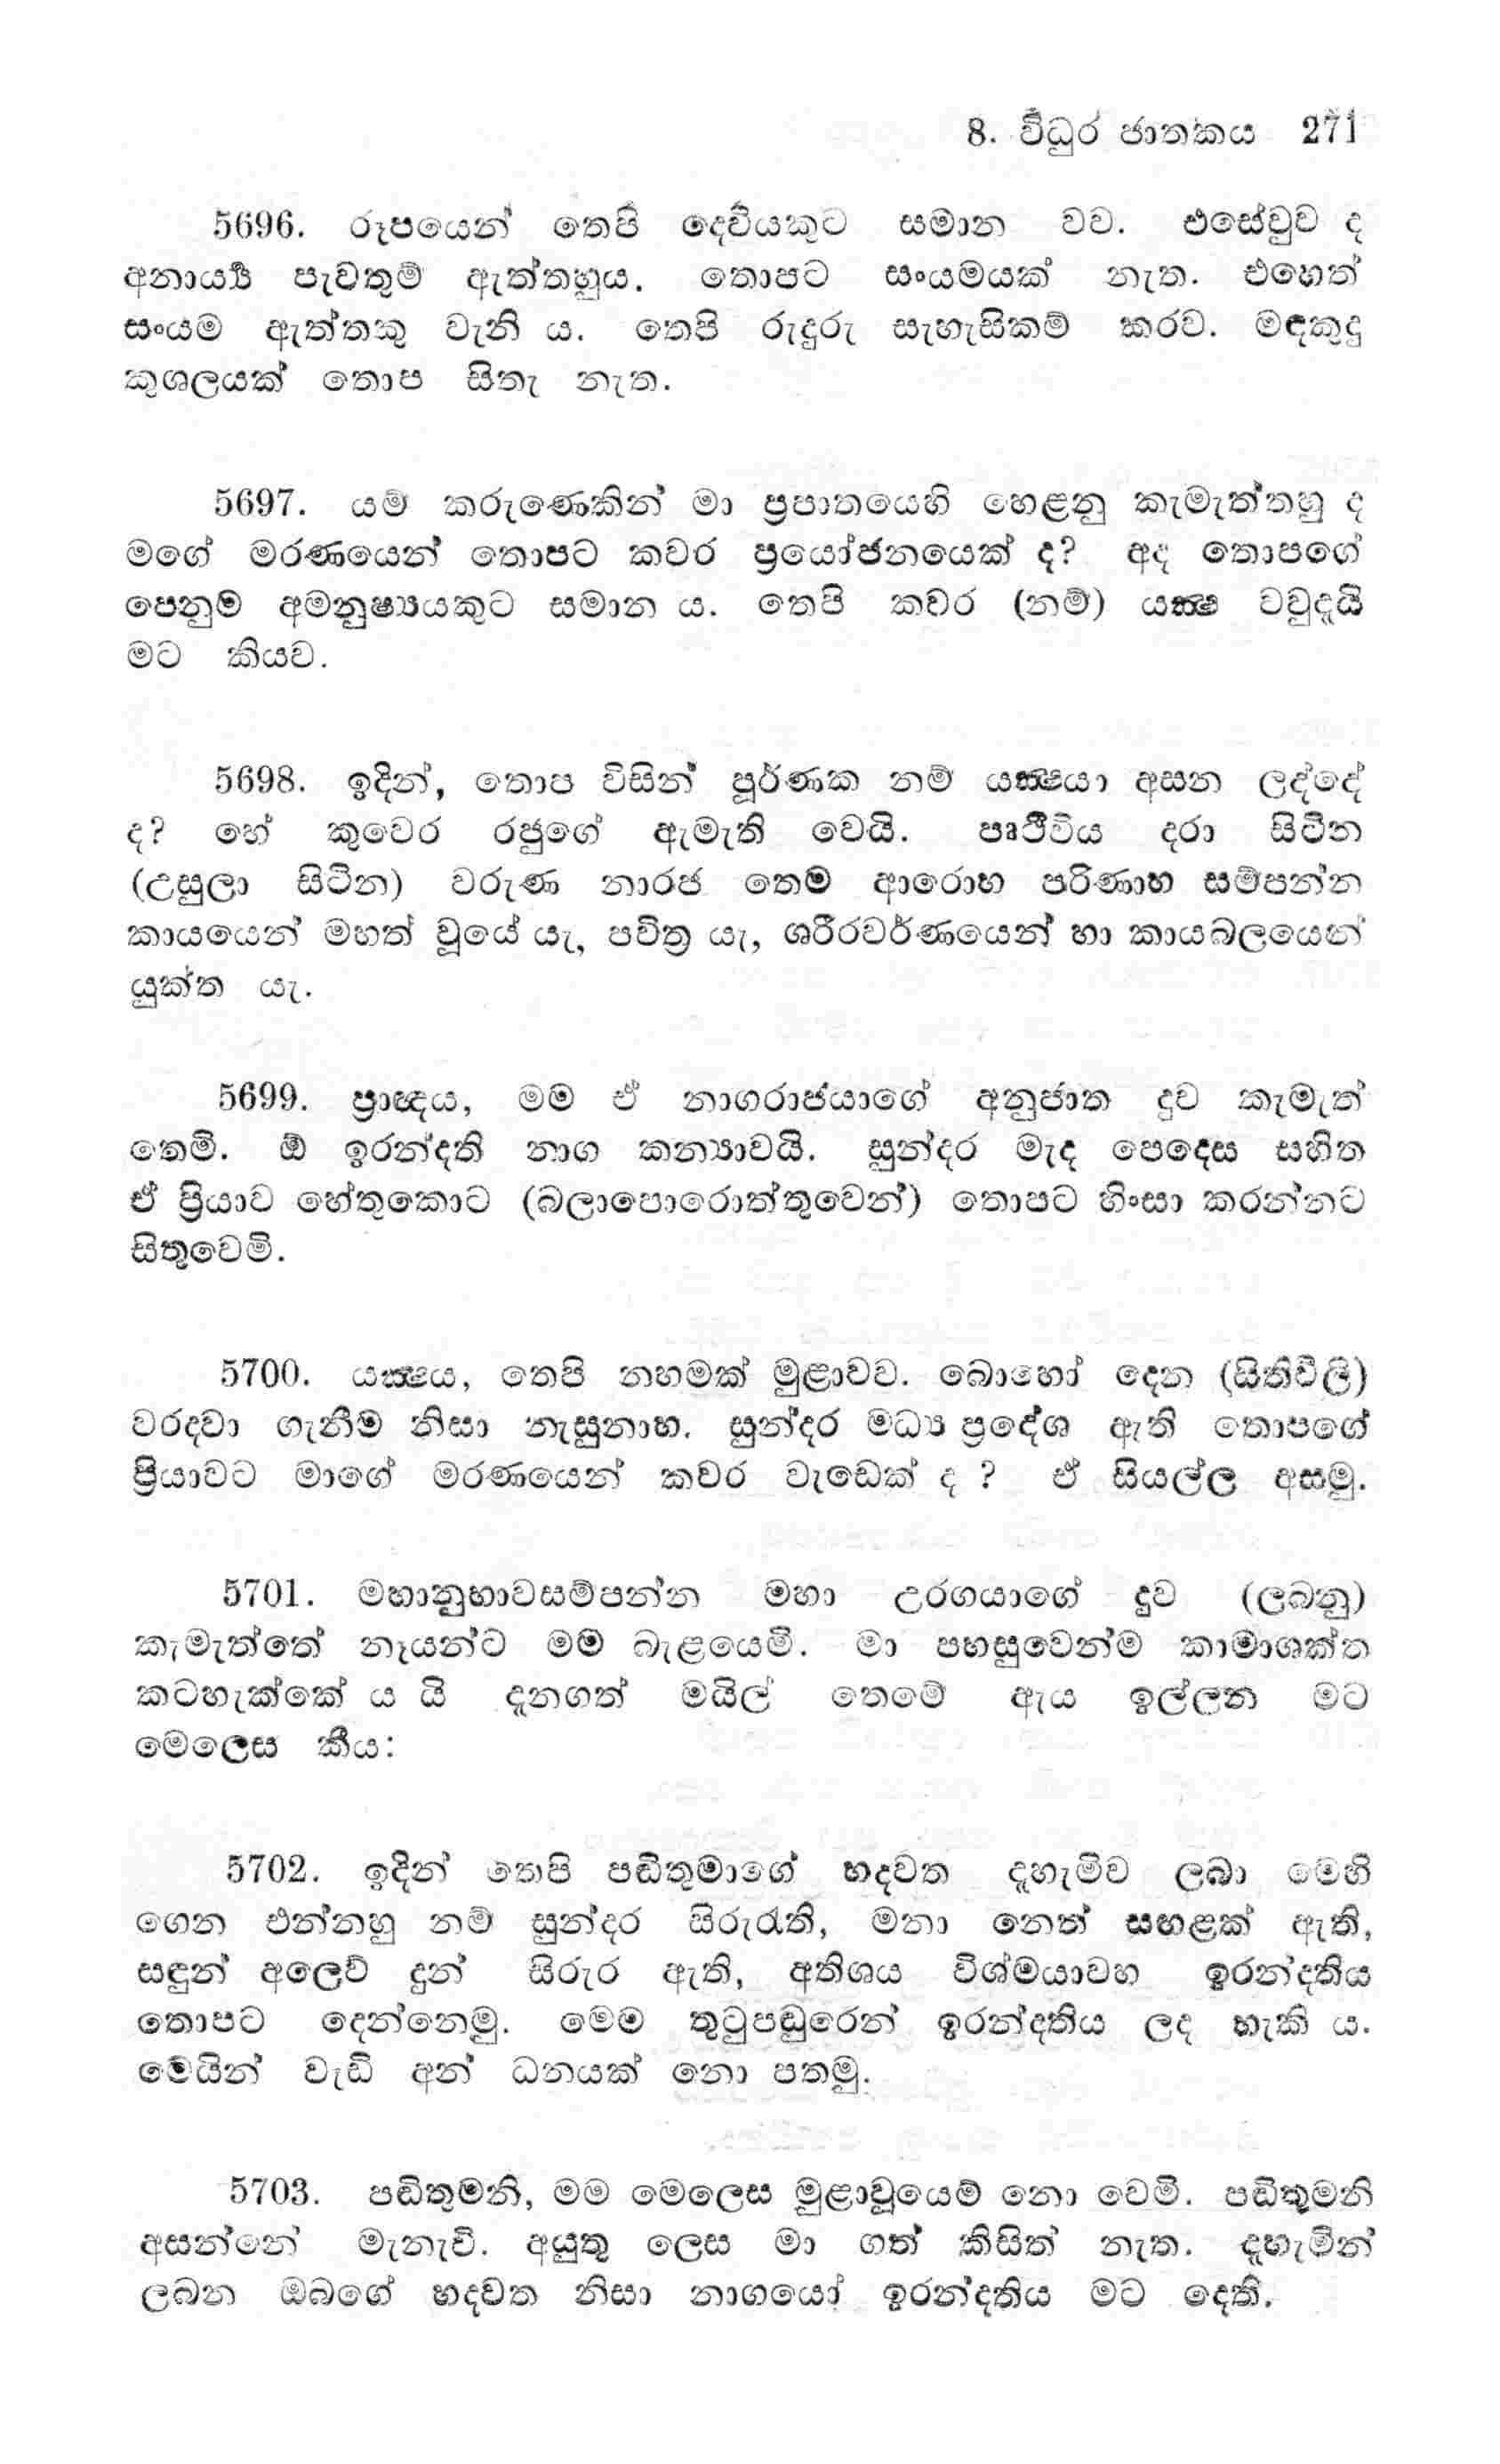 8. විධුර ජාතකය 271
5696. රූපයෙන් තෙපි දෙවියකුට සමාන වව. එසේවුව ද
අනාර්‍ය්‍ය පැවතුම් ඇත්තහුය. තොපට සංයමයක් නැත. එහෙත්
සංයම ඇත්තකු වැනි ය. තෙපි රුදුරු සැහැසිකම් කරව. මඳකුදු
කුශලයක් තොප සිතැ නැත.
5697. යම් කරුණෙකින් මා ප්‍රපාතයෙහි හෙළනු කැමැත්තහු ද
මගේ මරණයෙන් තොපට කවර ප්‍රයෝජනයෙක් ද? අද තොපගේ
පෙනුම අමනුෂ්‍යයකුට සමාන ය. තෙපි කවර (නම්) යක්‍ෂ වවුදැයි
මට කියව.
5698. ඉදින්, තොප විසින් පූර්ණක නම් යක්‍ෂයා අසන ලද්දේ
ද? හේ කුවෙර රජුගේ ඇමැති වෙයි. පෘථිවිය දරා සිටින
(උසුලා සිටින) වරුණ නාරජ තෙම ආරොහ පරිණාහ සම්පන්න
කායයෙන් මහත් වූයේ යැ, පවිත්‍ර යැ, ශරීරවර්ණයෙන් හා කායබලයෙන්
යුක්ත යැ.
5699. ප්‍රාඥය, මම ඒ නාගරාජයාගේ අනුජාත දුව කැමැත්
තෙමි. ඕ ඉරන්දතී නාග කන්‍යාවයි. සුන්දර මැද පෙදෙස සහිත
ඒ ප්‍රියාව හේතුකොට (බලාපොරොත්තුවෙන්) තොපට හිංසා කරන්නට
සිතුවෙමි.
5700. යක්‍ෂය, තෙපි නහමක් මුළාවව. බොහෝ දෙන (සිතිවිලි)
වරදවා ගැනීම නිසා නැසුනාහ. සුන්දර මධ්‍ය ප්‍රදේශ ඇති තොපගේ
ප්‍රියාවට මාගේ මරණයෙන් කවර වැඩෙක් ද ? ඒ සියල්ල අසමු.
5701. මහානුභාවසම්පන්න මහා උරගයාගේ දුව (ලබනු)
කැමැත්තේ නෑයන්ට මම බැළයෙමි. මා පහසුවෙන්ම කාමාශක්ත
කටහැක්කේ ය යි දැනගත් මයිල් තෙමේ ඇය ඉල්ලන මට
මෙලෙස කීය:
5702. ඉදින් තෙපි පඬිතුමාගේ හදවත දැහැමිව ලබා මෙහි
ගෙන එන්නහු නම් සුන්දර සිරුරැති, මනා නෙත් සඟළක් ඇති,
සඳුන් අලෙව් දුන් සිරුර ඇති, අතිශය විශ්මයාවහ ඉරන්දතිය
තොපට දෙන්නෙමු. මෙම තුටුපඬුරෙන් ඉරන්දතිය ලද හැකි ය.
මෙයින් වැඩි අන් ධනයක් නො පතමු.
5703. පඬිතුමනි, මම මෙලෙස මුළාවූයෙම් නො වෙමි. පඬිතුමනි
අසන්නේ මැනැවි. අයුතු ලෙස මා ගත් කිසිත් නැත. දැහැමින්
ලබන ඔබගේ හදවත නිසා නාගයෝ ඉරන්දතිය මට දෙති.